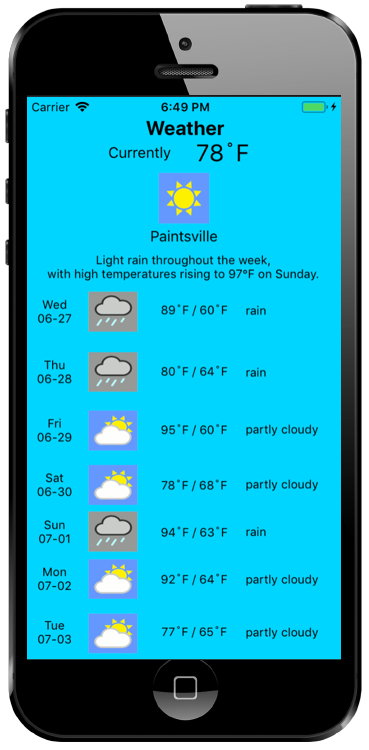 Carrier 6:49 PM
Weather
Currently 78˚F
Paintsville
Light rain throughout the week,
with high temperatures rising to 97°F on Sunday.
Wed
06-27
89˚F / 60˚F rain
Thu
06-28
80˚F / 64˚F rain
Fri
06-29
95˚F / 60˚F partly cloudy
Sat
06-30
78˚F / 68˚F partly cloudy
Sun
07-01
94˚F / 63˚F rain
Mon
07-02
92˚F / 64˚F partly cloudy
Tue
07-03
77˚F / 65˚F partly cloudy